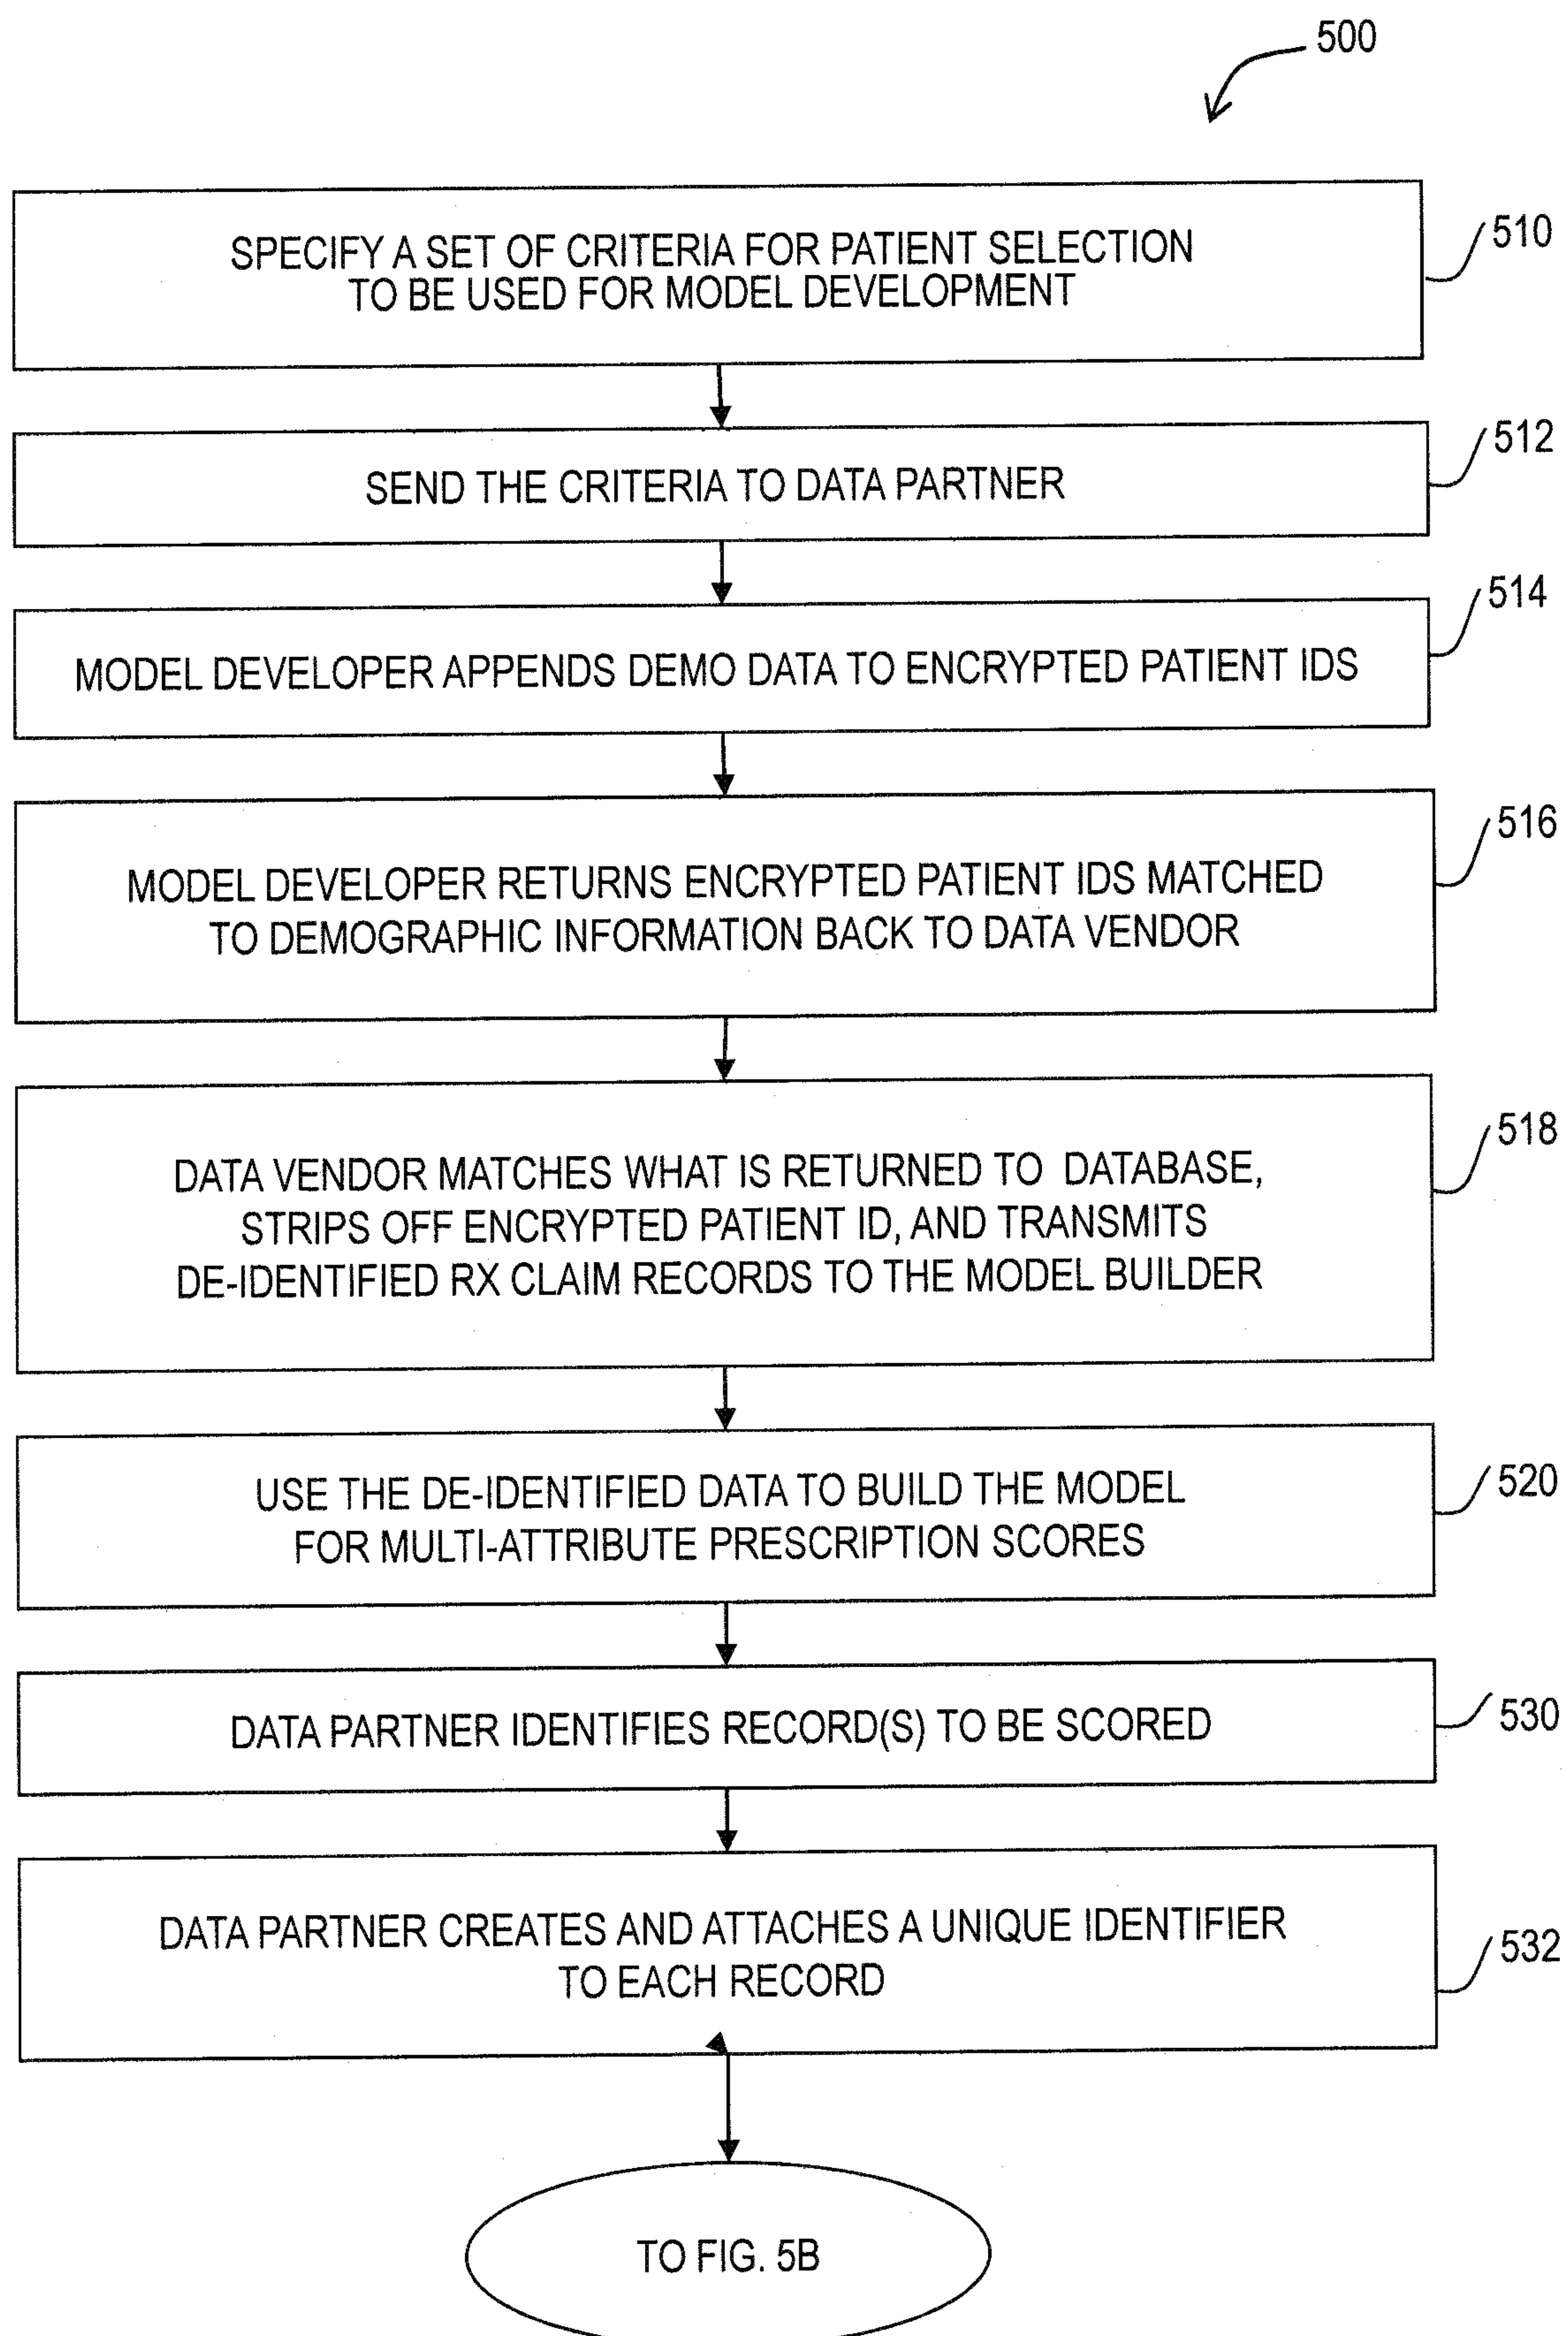 500
SPECIFY A SET OF CRITERIA FOR PATIENT SELECTION
TO BE USED FOR MODEL DEVELOPMENT
510
SEND THE CRITERIA TO DATA PARTNER
512
MODEL DEVELOPER APPENDS DEMO DATA TO ENCRYPTED PATIENT IDS
514
MODEL DEVELOPER RETURNS ENCRYPTED PATIENT IDS MATCHED
TO DEMOGRAPHIC INFORMATION BACK TO DATA VENDOR
516
DATA VENDOR MATCHES WHAT IS RETURNED TO DATABASE,
STRIPS OFF ENCRYPTED PATIENT ID, AND TRANSMITS
DE-IDENTIFIED RX CLAIM RECORDS TO THE MODEL BUILDER
518
USE THE DE-IDENTIFIED DATA TO BUILD THE MODEL
FOR MULTI-ATTRIBUTE PRESCRIPTION SCORES
520
DATA PARTNER IDENTIFIES RECORD(S) TO BE SCORED
530
DATA PARTNER CREATES AND ATTACHES A UNIQUE IDENTIFIER
TO EACH RECORD
532
TO FIG. 5B